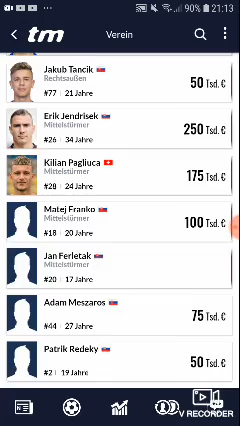 21:13
90%
tm
Verein
Jakub Tancik
Rechtsaußen
#77 21 Jahre
50 Tsd. €
Erik Jendrisek
Mittelstürmer
#26 34 Jahre
250 Tsd. €
Kilian Pagliuca
Mittelstürmer
#28 24 Jahre
175 Tsd. €
Matej Franko
Mittelstürmer
#18 20 Jahre
100 Tsd. €
Jan Ferletak
Mittelstürmer
#20 17 Jahre
Adam Meszaros
#44 27 Jahre
75 Tsd. €
Patrik Redeky
#2 19 Jahre
50 Tsd. €
V RECORDER